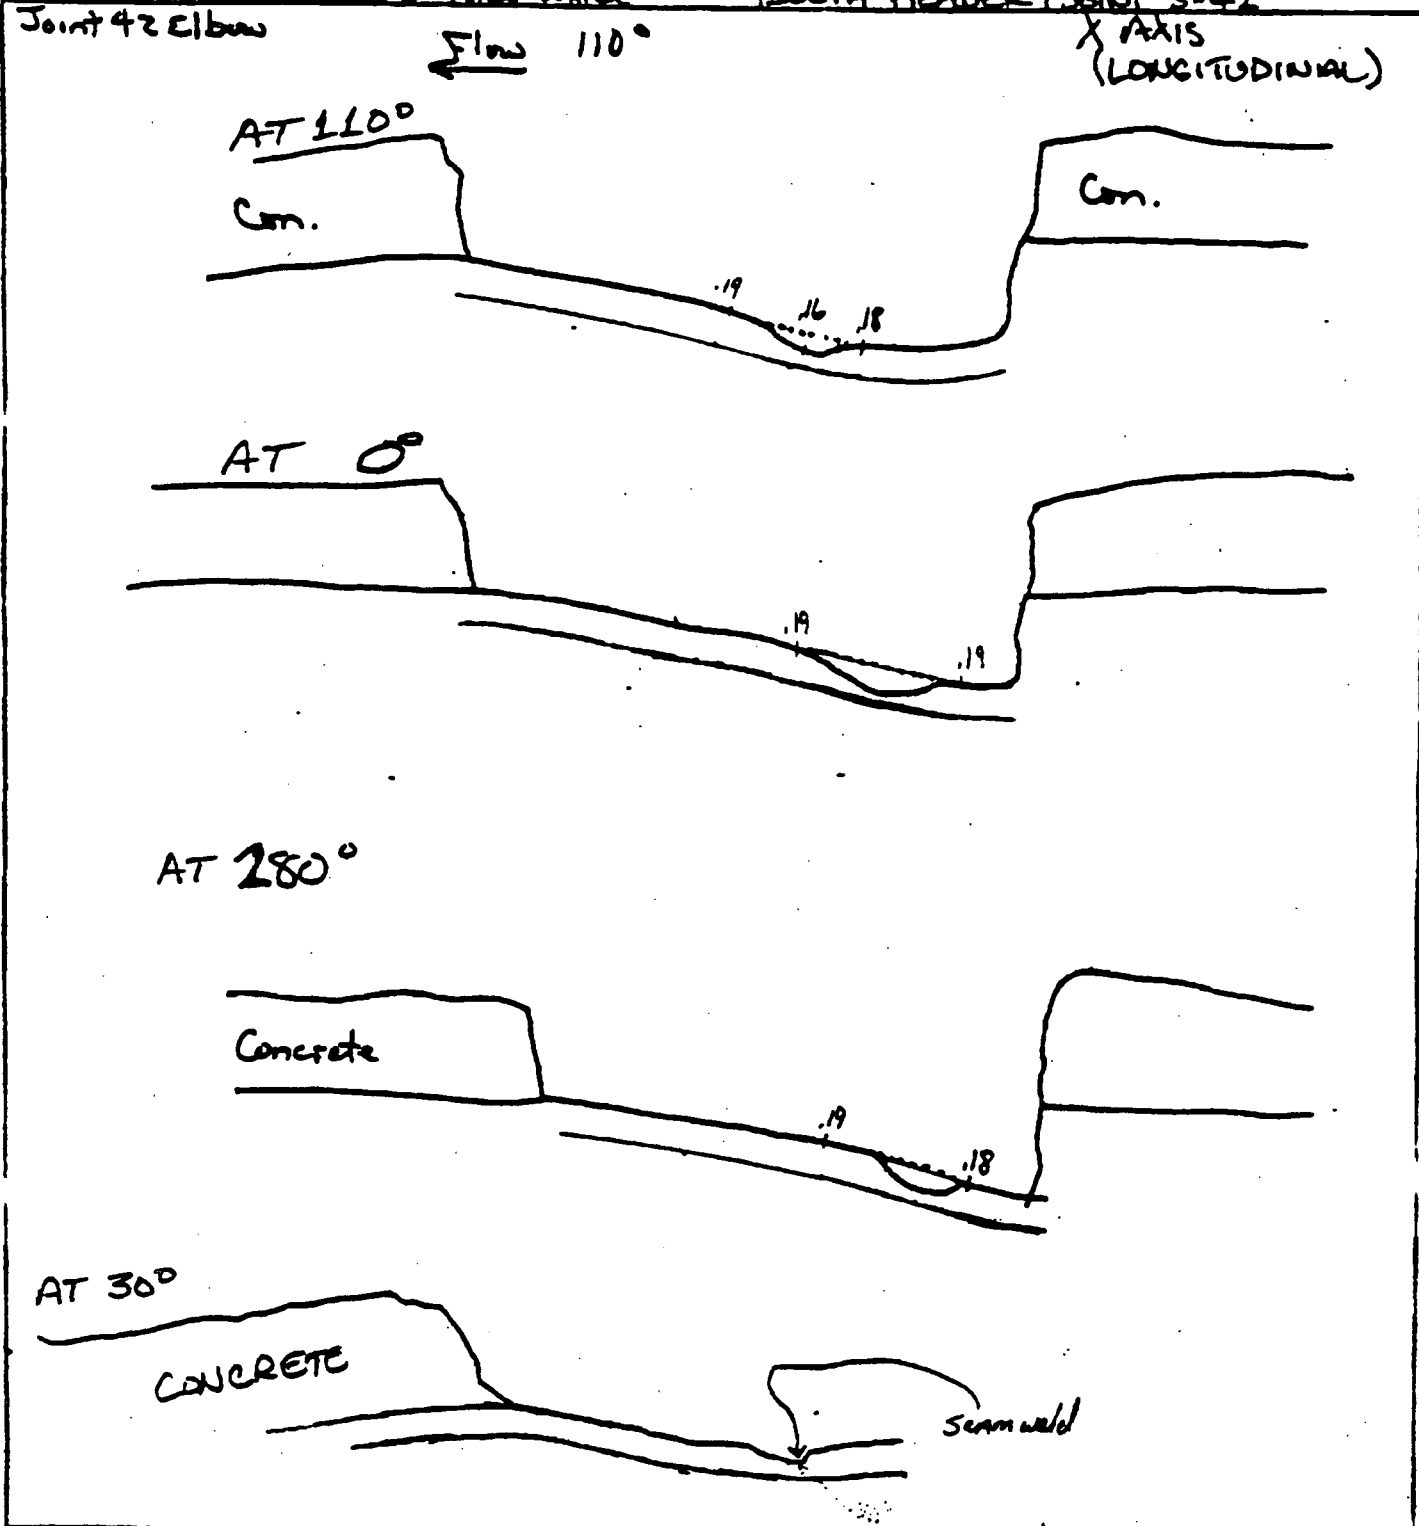 Joint 42 Elbow
Flow 110°
X AXIS
(LONGITUDINIAL)
AT 110°
Con.
Con.
.19
.16
.18
AT 0°
.19
.19
AT 280°
Concrete
.19
.18
AT 30°
CONCRETE
seam weld